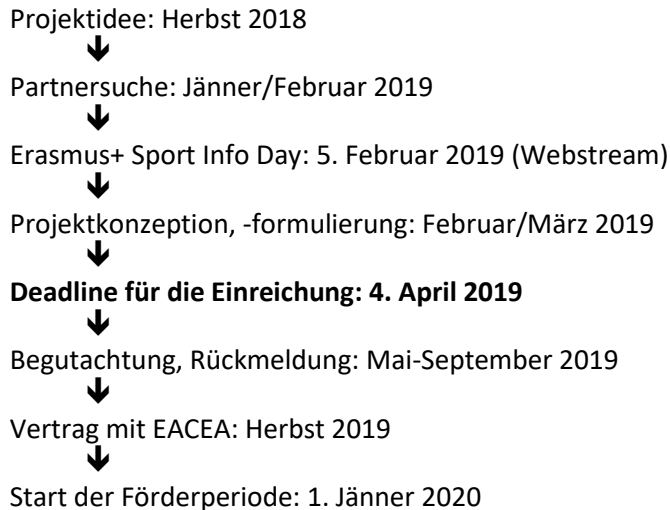 Projektidee: Herbst 2018
Partnersuche: Jänner/Februar 2019
Erasmus+ Sport Info Day: 5. Februar 2019 (Webstream)
Projektkonzeption, -formulierung: Februar/März 2019
Deadline für die Einreichung: 4. April 2019
Begutachtung, Rückmeldung: Mai-September 2019
Vertrag mit EACEA: Herbst 2019
Start der Förderperiode: 1. Jänner 2020